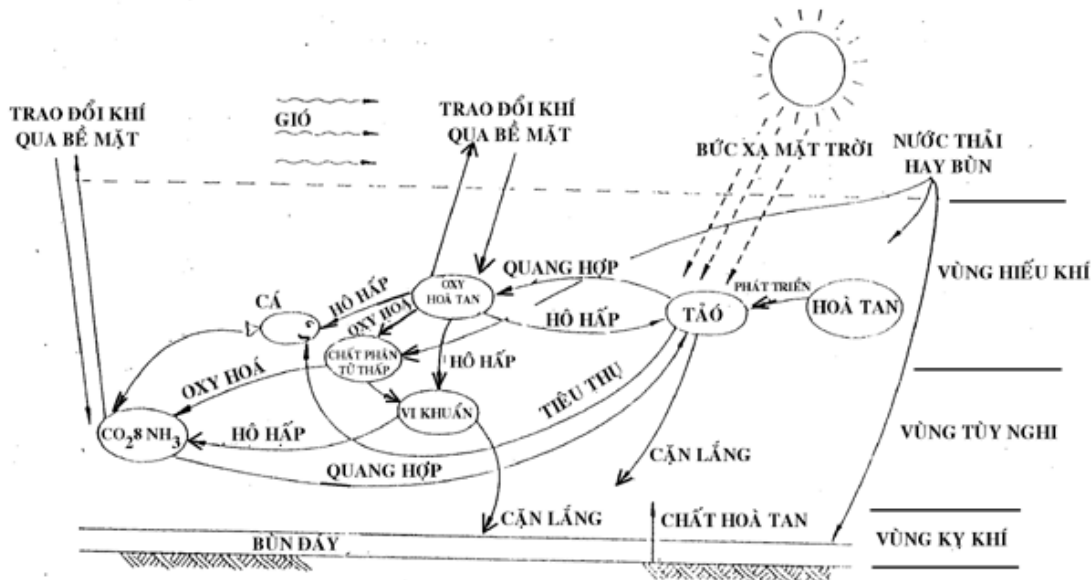 TRAO ĐỔI KHÍ
QUA BỀ MẶT
GIÓ
TRAO ĐỔI KHÍ
QUA BỀ MẶT
BỨC XẠ MẶT TRỜI
NƯỚC THẢI
HAY BÙN
VÙNG HIẾU KHÍ
QUANG HỢP
OXY
HOÀ TAN
PHÁT TRIỂN
HOÀ TAN
TẢO
CÁ
HÔ HẤP
OXY HOÁ
HÔ HẤP
CHẤT PHÂN
TỬ THẤP
HÔ HẤP
OXY HOÁ
TIÊU THỤ
VI KHUẨN
CO28 NH3
HÔ HẤP
VÙNG TÙY NGHI
QUANG HỢP
CẶN LẮNG
CẶN LẮNG
CHẤT HOÀ TAN
BÙN ĐÁY
VÙNG KỴ KHÍ